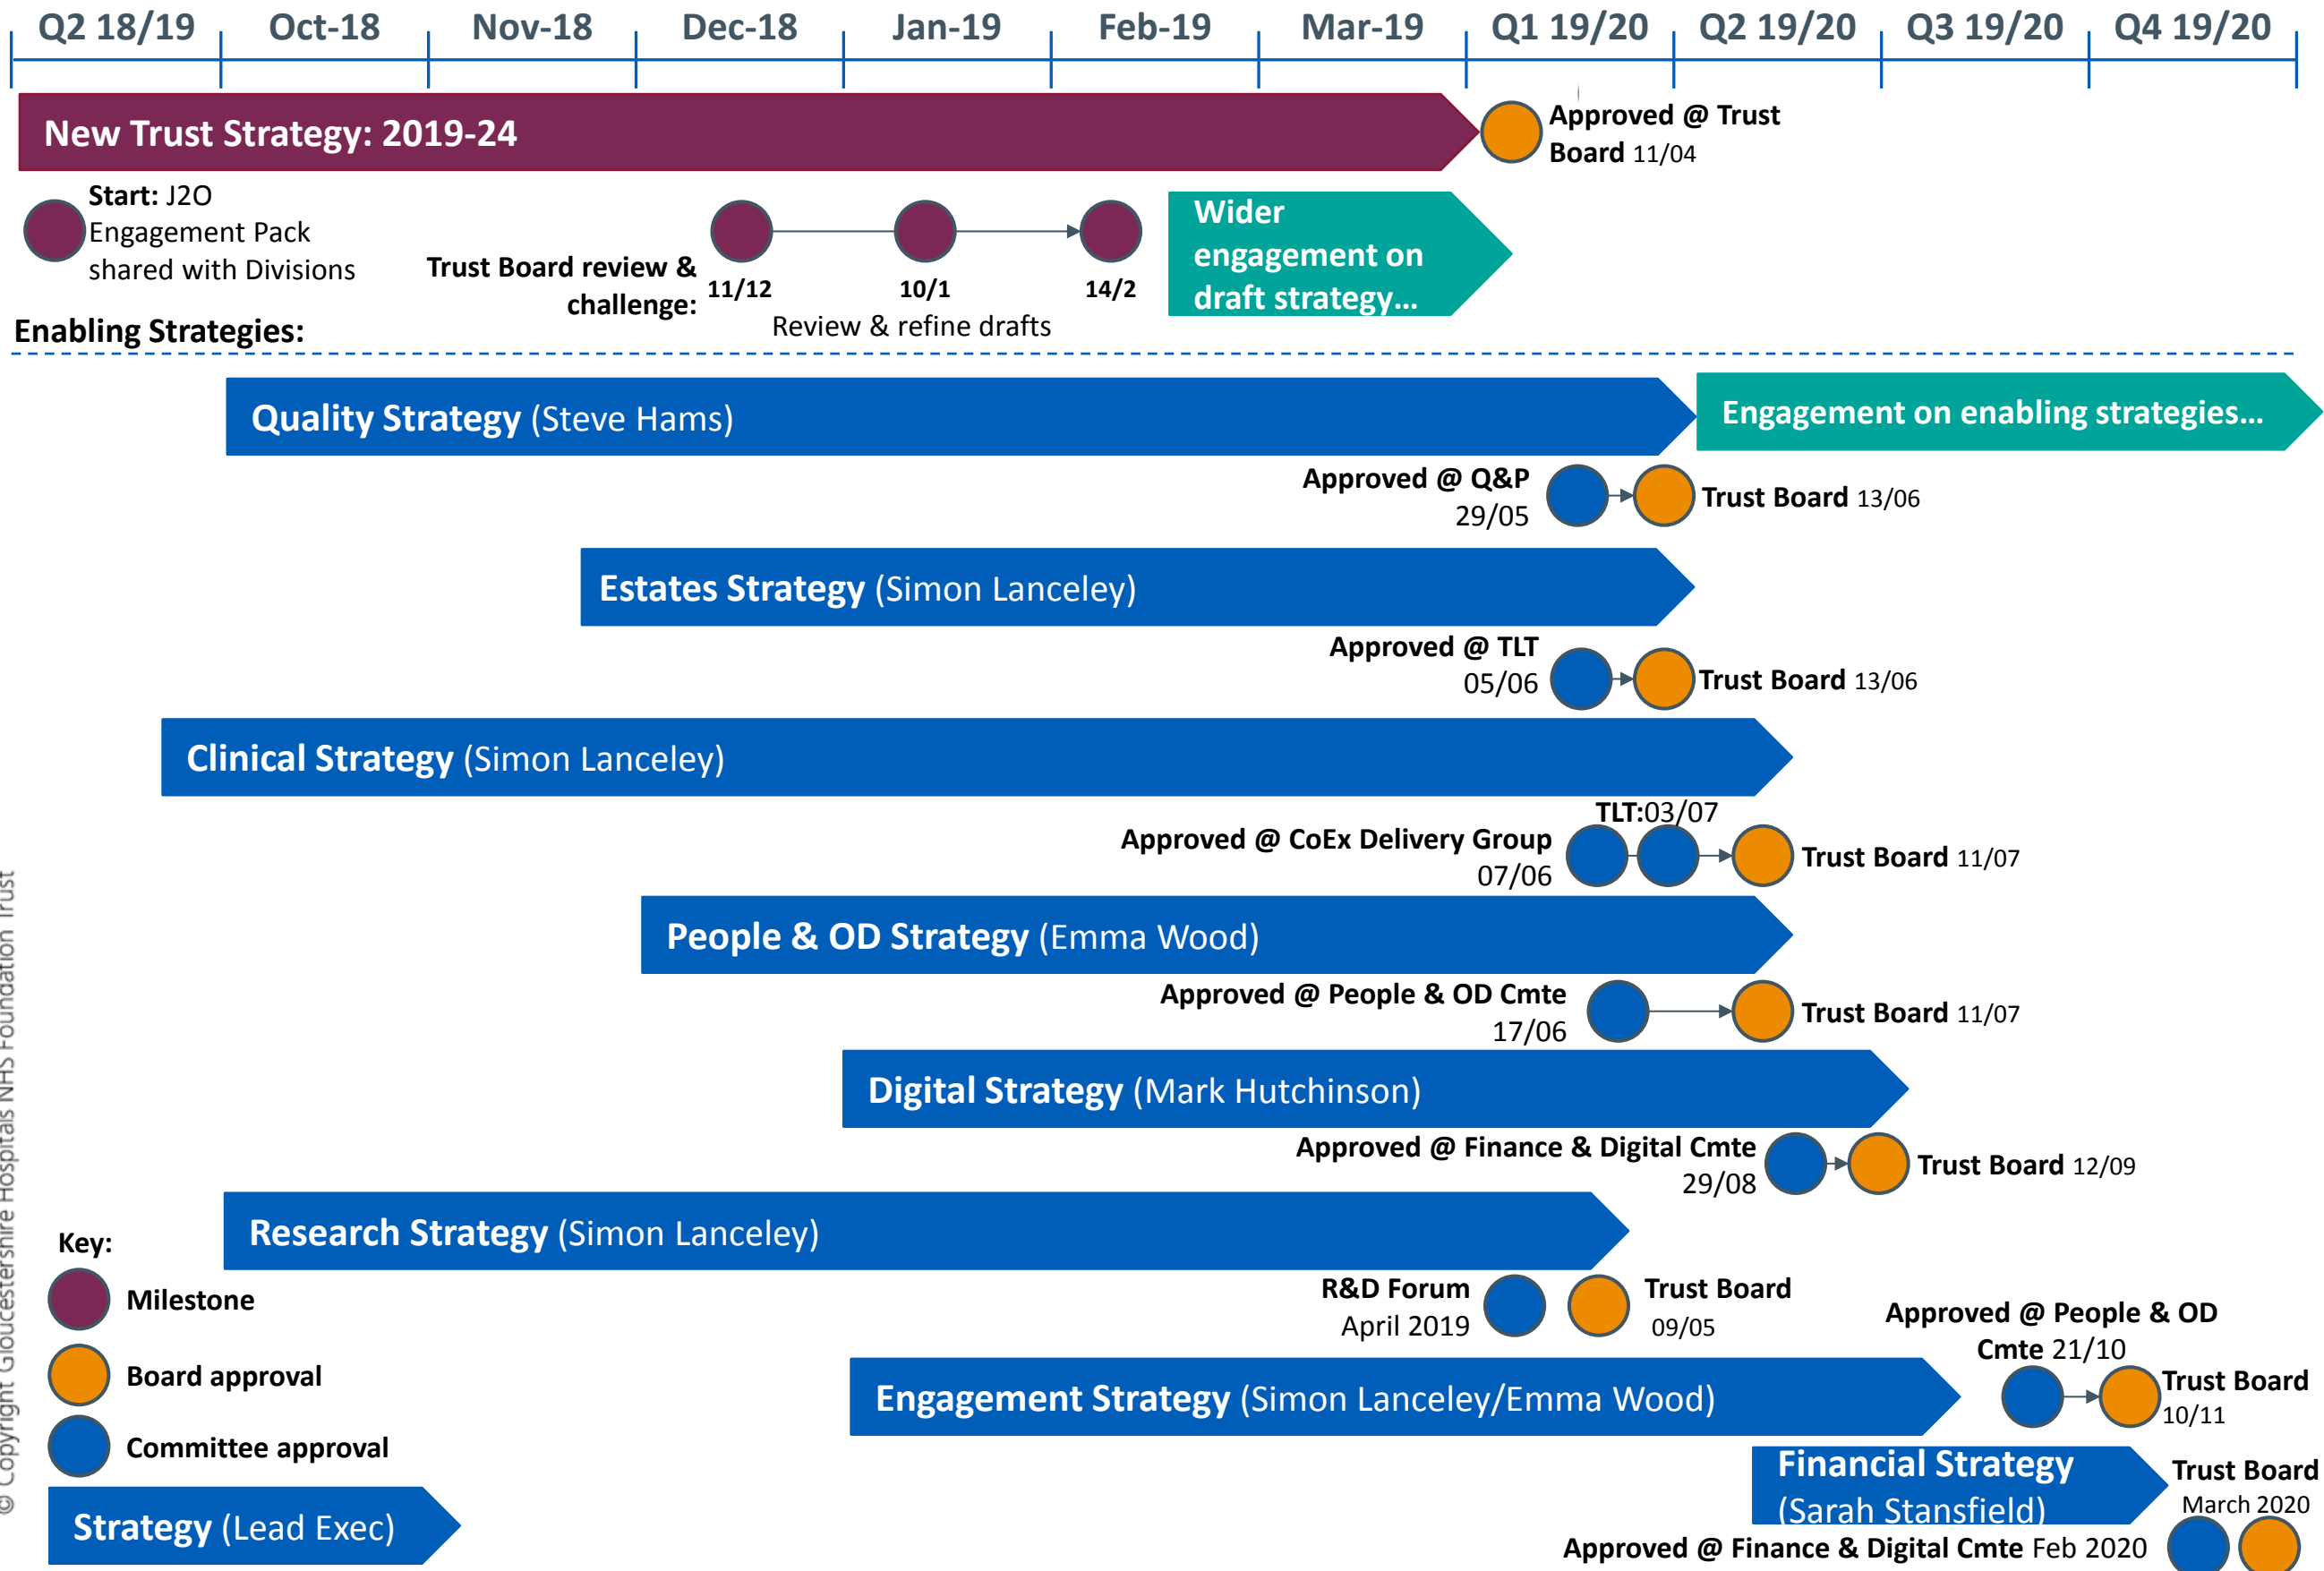 Q2 18/19 Oct-18 Nov-18 Dec-18 Jan-19 Feb-19 Mar-19 Q1 19/20 Q2 19/20 Q3 19/20 Q4 19/20
New Trust Strategy: 2019-24
Approved @ Trust
Board 11/04
Start: J2O
Engagement Pack
shared with Divisions
Trust Board review &
challenge:
11/12
10/1
14/2
Review & refine drafts
Wider
engagement on
draft strategy...
Enabling Strategies:
Quality Strategy (Steve Hams)
Engagement on enabling strategies...
Approved @ Q&P
29/05
Trust Board 13/06
Estates Strategy (Simon Lanceley)
Approved @ TLT
05/06
Trust Board 13/06
Clinical Strategy (Simon Lanceley)
TLT:03/07
Approved @ CoEx Delivery Group
07/06
Trust Board 11/07
People & OD Strategy (Emma Wood)
Approved @ People & OD Cmte
17/06
Trust Board 11/07
Digital Strategy (Mark Hutchinson)
Approved @ Finance & Digital Cmte
29/08
Trust Board 12/09
Research Strategy (Simon Lanceley)
R&D Forum
April 2019
Trust Board
09/05
Approved @ People & OD
Cmte 21/10
Engagement Strategy (Simon Lanceley/Emma Wood)
Trust Board
10/11
Financial Strategy
(Sarah Stansfield)
Trust Board
March 2020
Approved @ Finance & Digital Cmte Feb 2020
Key:
Milestone
Board approval
Committee approval
Strategy (Lead Exec)
© Copyright Gloucestershire Hospitals NHS Foundation Trust